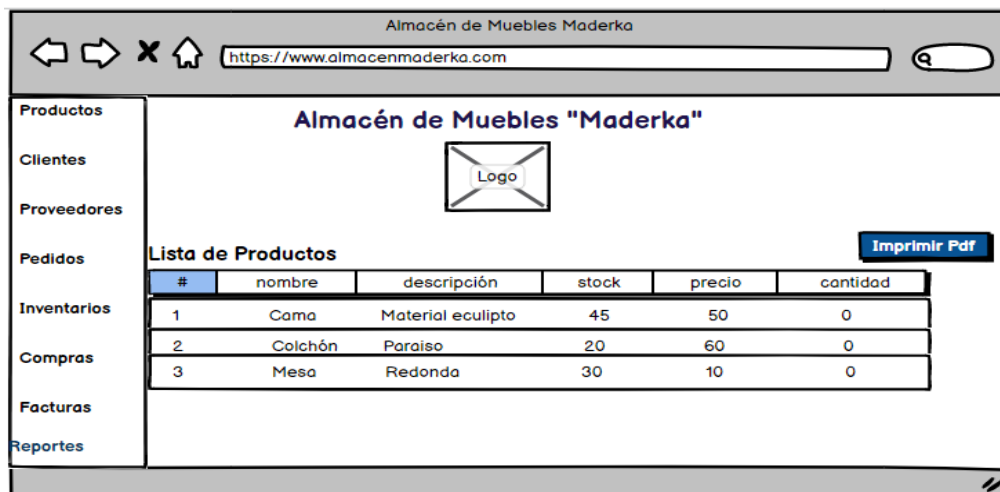 Almacén de Muebles Maderka
https://www.almacenmaderka.com
Productos
Clientes
Proveedores
Pedidos
Inventarios
Compras
Facturas
Reportes
Almacén de Muebles "Maderka"
Logo
Imprimir Pdf
Lista de Productos
# nombre descripción stock precio cantidad
1 Cama Material eculipto 45 50 0
2 Colchón Paraiso 20 60 0
3 Mesa Redonda 30 10 0